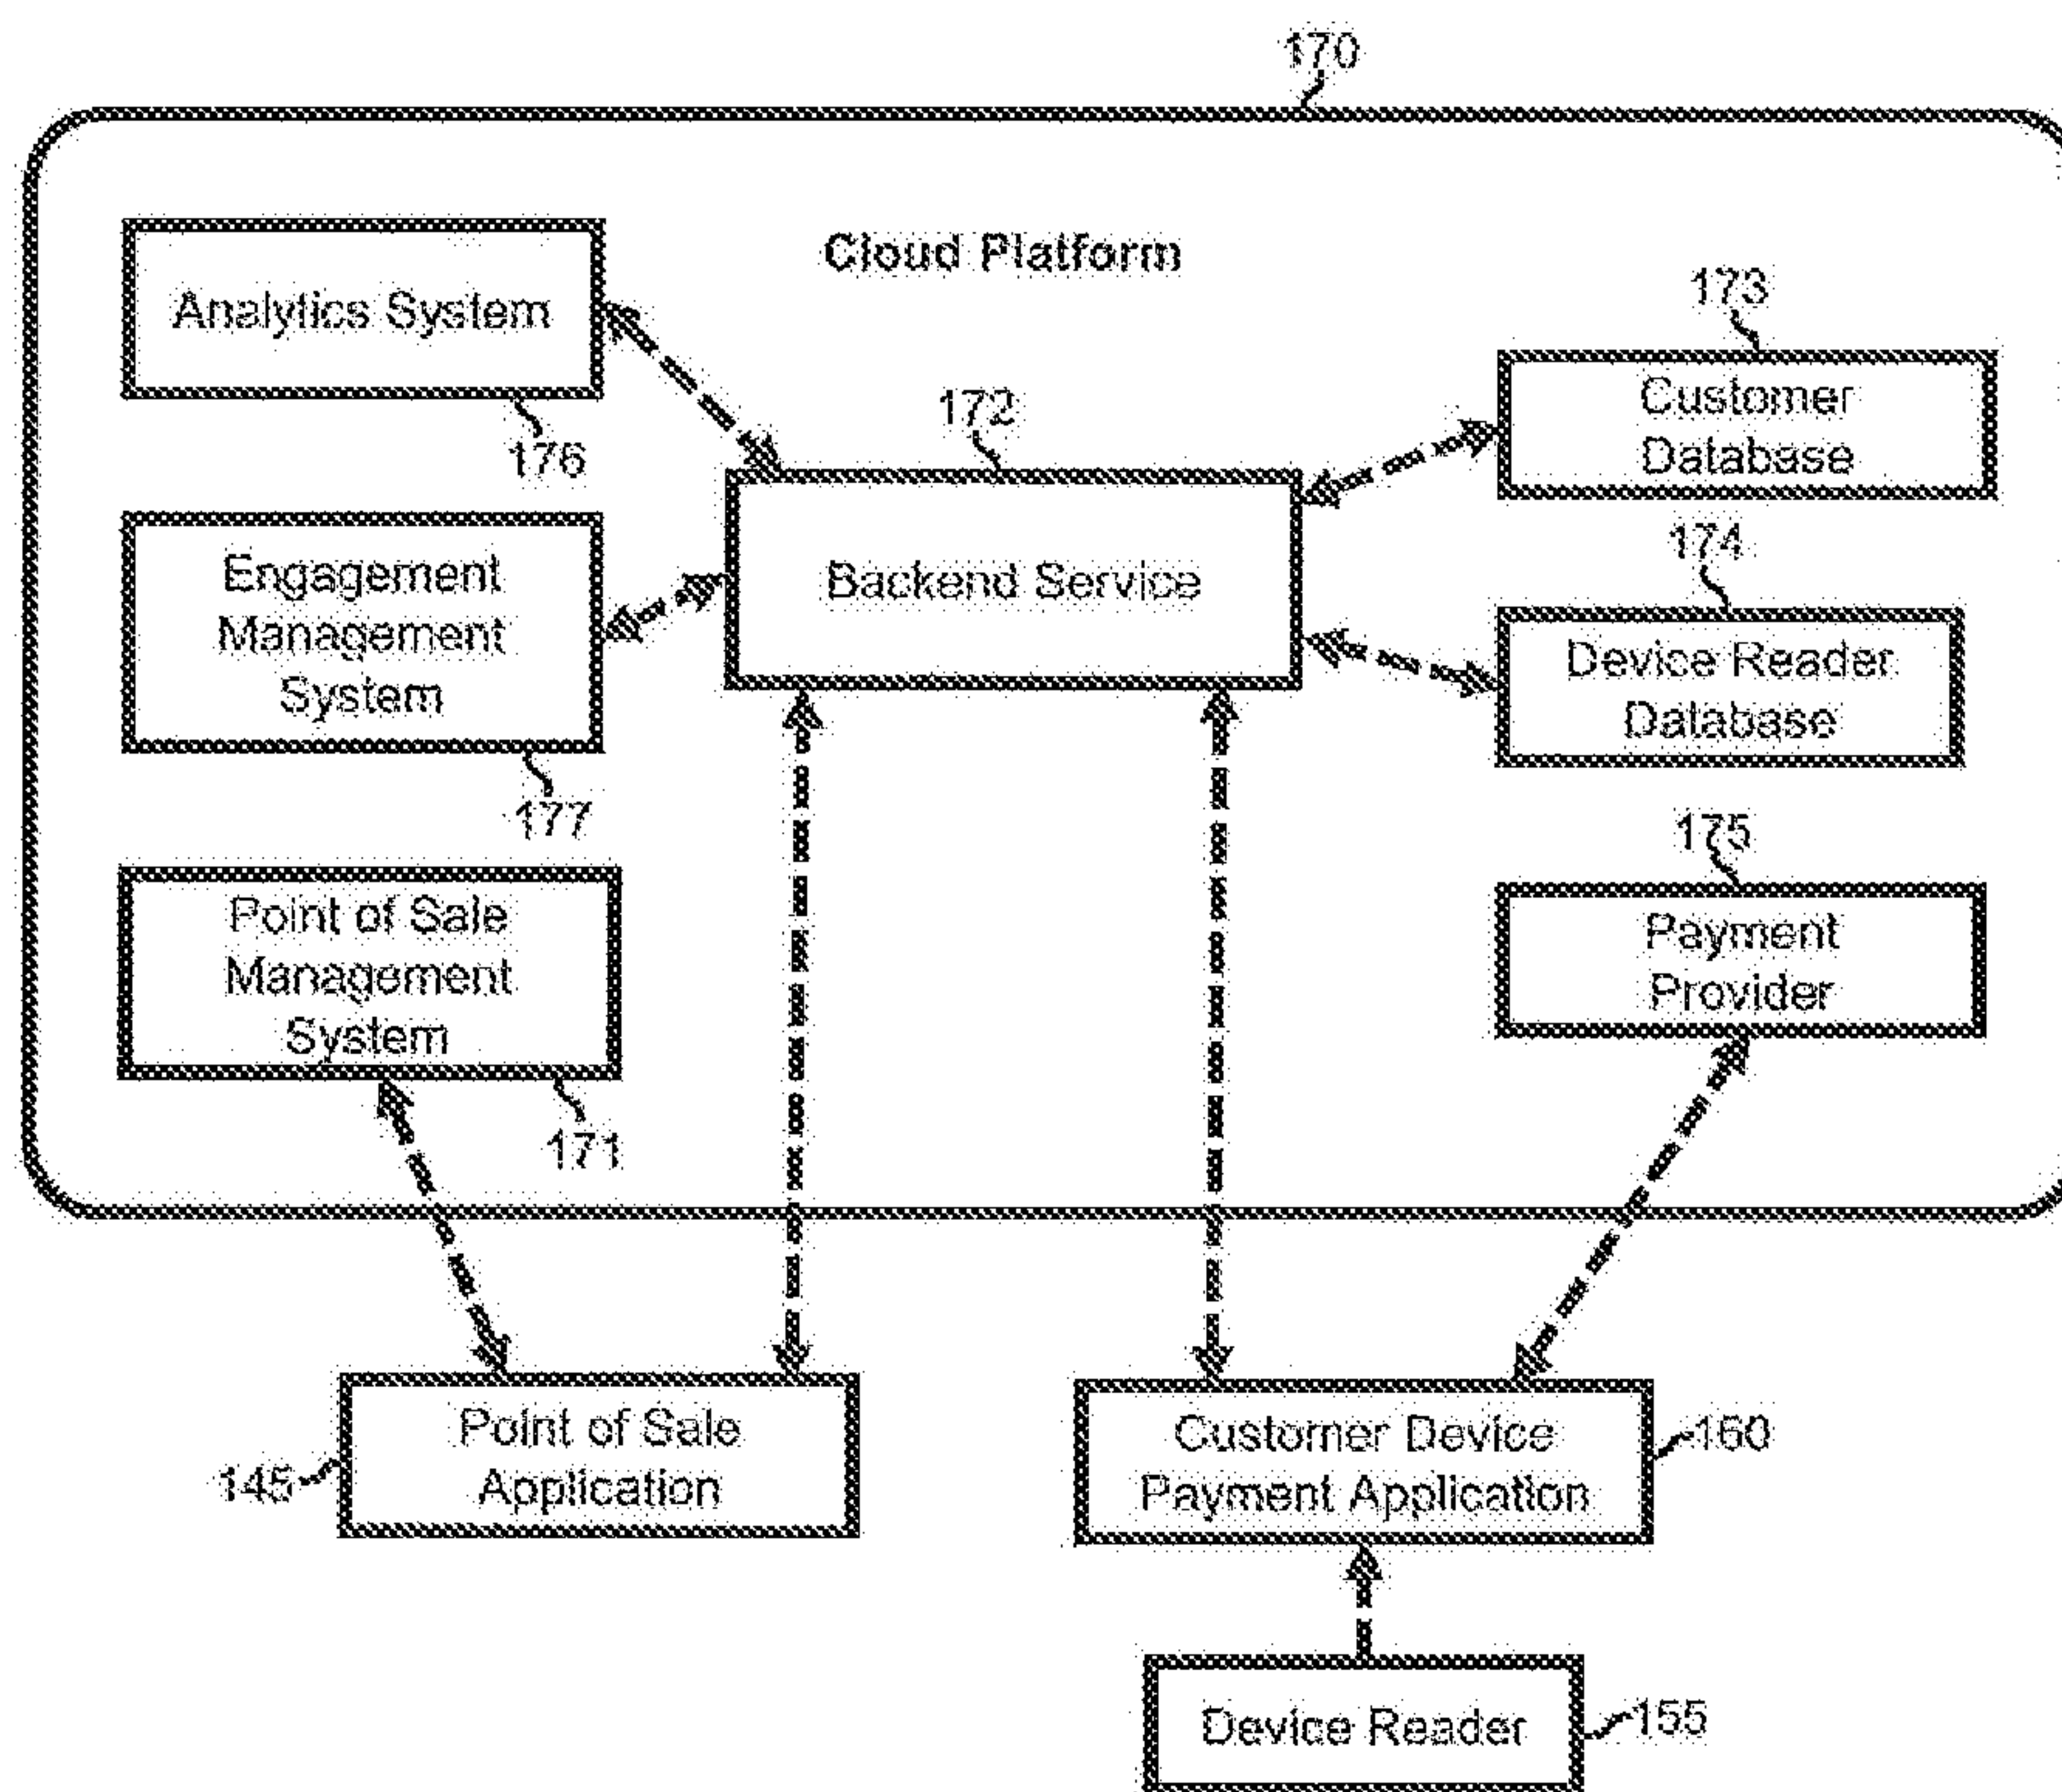 170
Cloud Platform
Analytics System
176
173
Customer
Database
172
Backend Service
Engagement
Management
System
177
174
Device Reader
Database
Point of Sale
Management
System
171
175
Payment
Provider
Point of Sale
Application
145
Customer Device
Payment Application
160
Device Reader
155